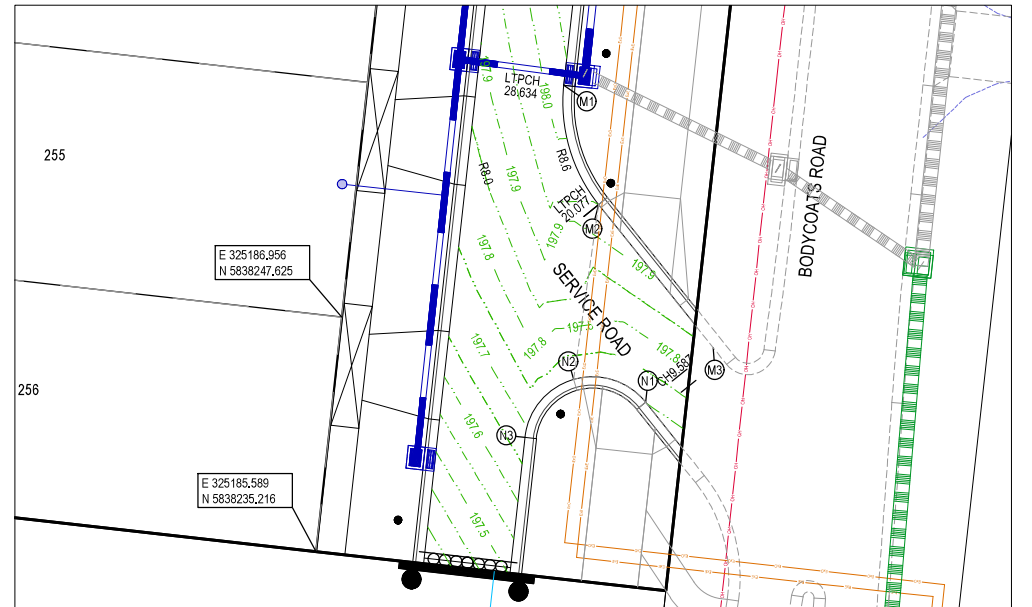 197.9
LTPCH
28.634
198.0
M1
R8.0
R8.6
197.9
255
BODYCOATS ROAD
LTPCH
20.077
197.9
M2
197.8
E 325186.956
N 5838247.625
197.9
SERVICE ROAD
197.7
197.8
197.8
N2
M3
N1
CH9.587
256
197.6
N3
E 325185.589
N 5838235.216
197.5